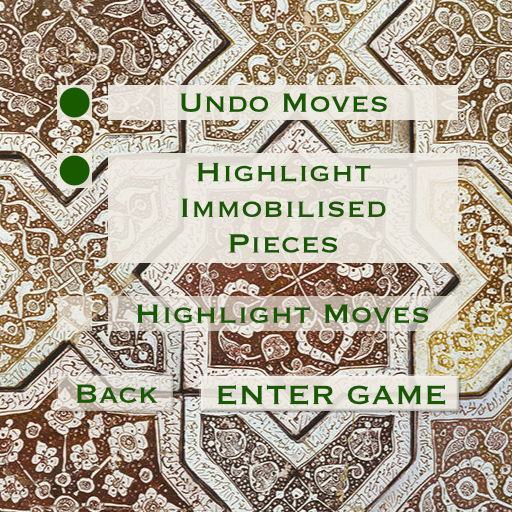 Undo Moves
Highlight
Immobilised
Pieces
Highlight Moves
Back
ENTER GAME